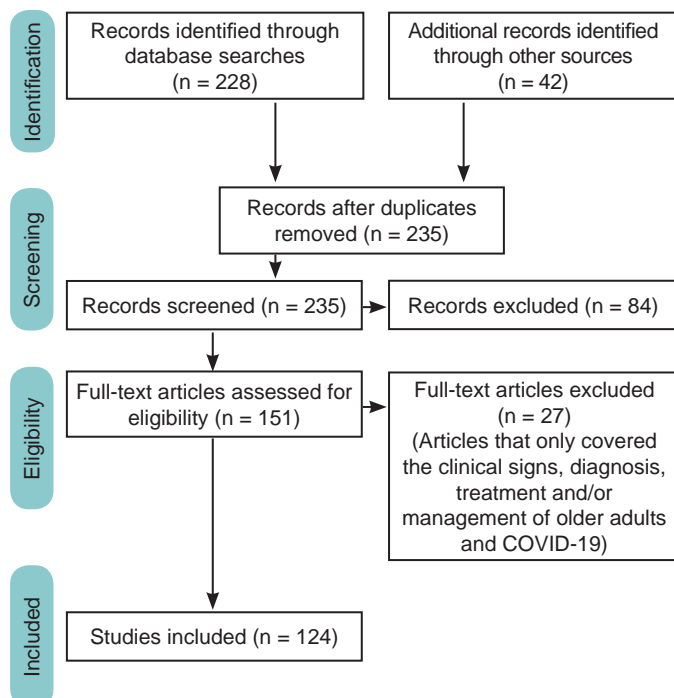 Identification
Records identified through
database searches
(n = 228)
Additional records identified
through other sources
(n = 42)
Screening
Records after duplicates
removed (n = 235)
Records screened (n = 235)
Records excluded (n = 84)
Eligibility
Full-text articles assessed for
eligibility (n = 151)
Full-text articles excluded
(n = 27)
(Articles that only covered
the clinical signs, diagnosis,
treatment and/or
management of older adults
and COVID-19)
Included
Studies included (n = 124)